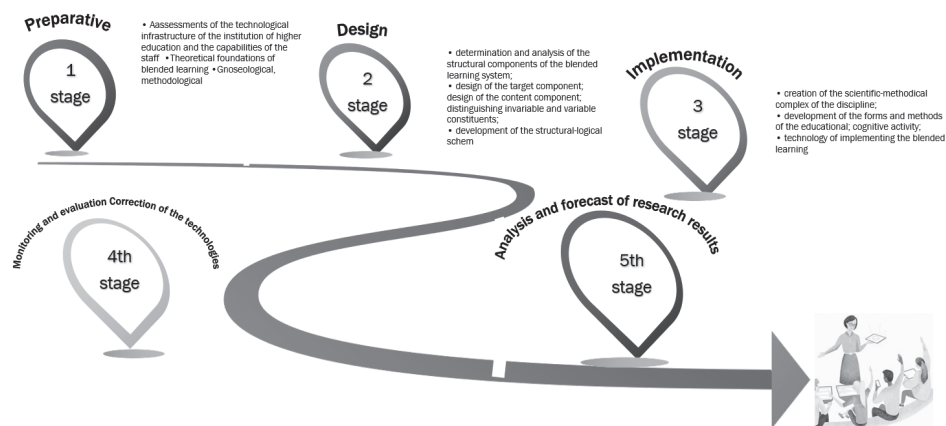 Preparative
1
stage
• Aassessments of the technological
infrastructure of the institution of higher
education and the capabilities of the
staff •Theoretical foundations of
blended learning •Gnoseological,
methodological
Design
2
stage
• determination and analysis of the
structural components of the blended
learning system;
• design of the target component;
design of the content component;
distinguishing invariable and variable
constituents;
• development of the structural-logical
schem
Implementation
3
stage
• creation of the scientific-methodical
complex of the discipline;
• development of the forms and methods
of the educational; cognitive activity;
• technology of implementing the blended
learning
Monitoring and evaluation Correction of the technologies
4th
stage
Analysis and forecast of research results
5th
stage